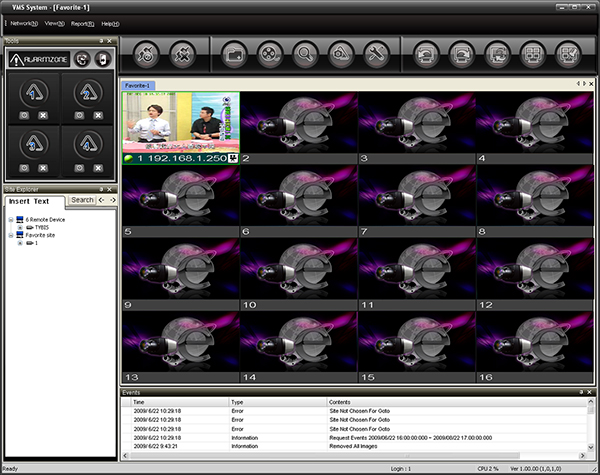 VMS System - [Favorite-1]
Network(N) View(V) Report(R) Help(H)
Tools
ALARMZONE
1 2
3 4
Site Explorer
Insert Text Search
6 Remote Device
TYBIS
Favorite site
1
Favorite-1
1 192.168.1.250 2 3 4
5 6 7 8
9 10 11 12
13 14 15 16
Events
Time Type Contents
2009/6/22 10:29:18 Error Site Not Chosen For Goto
2009/6/22 10:29:18 Error Site Not Chosen For Goto
2009/6/22 10:29:18 Error Site Not Chosen For Goto
2009/6/22 10:29:18 Information Request Events 2009/06/22 16:00:00:000 ~ 2009/06/22 17:00:00.000
2009/6/22 9:43:21 Information Removed All Images
Ready Login : 1 CPU 2 % Ver 1.00.00 (1,0,1,0)